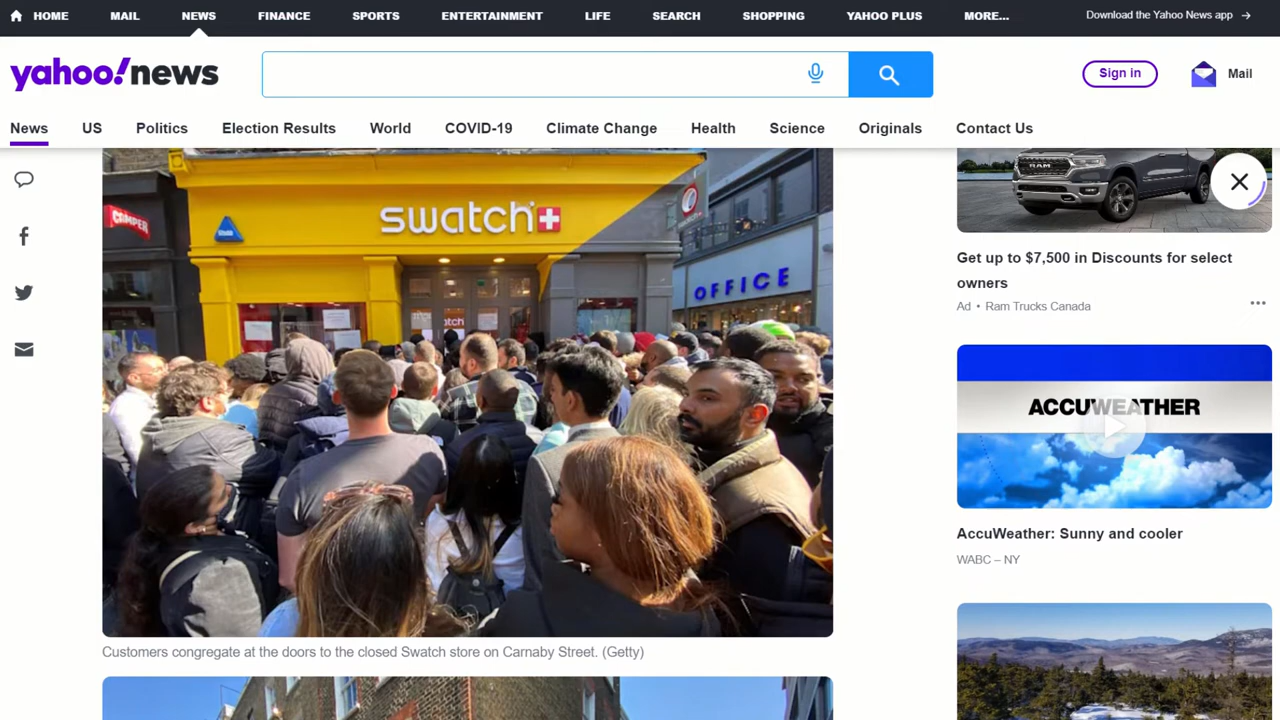 HOME
MAIL
NEWS
FINANCE
SPORTS
ENTERTAINMENT
LIFE
SEARCH
SHOPPING
YAHOO PLUS
MORE...
Download the Yahoo News app
yahoo!news
Sign in
Mail
News
US
Politics
Election Results
World
COVID-19
Climate Change
Health
Science
Originals
Contact Us
CAMPER
swatch
OFFICE
Customers congregate at the doors to the closed Swatch store on Carnaby Street. (Getty)
RAM
Get up to $7,500 in Discounts for select
owners
Ad • Ram Trucks Canada
ACCUWEATHER
AccuWeather: Sunny and cooler
WABC – NY